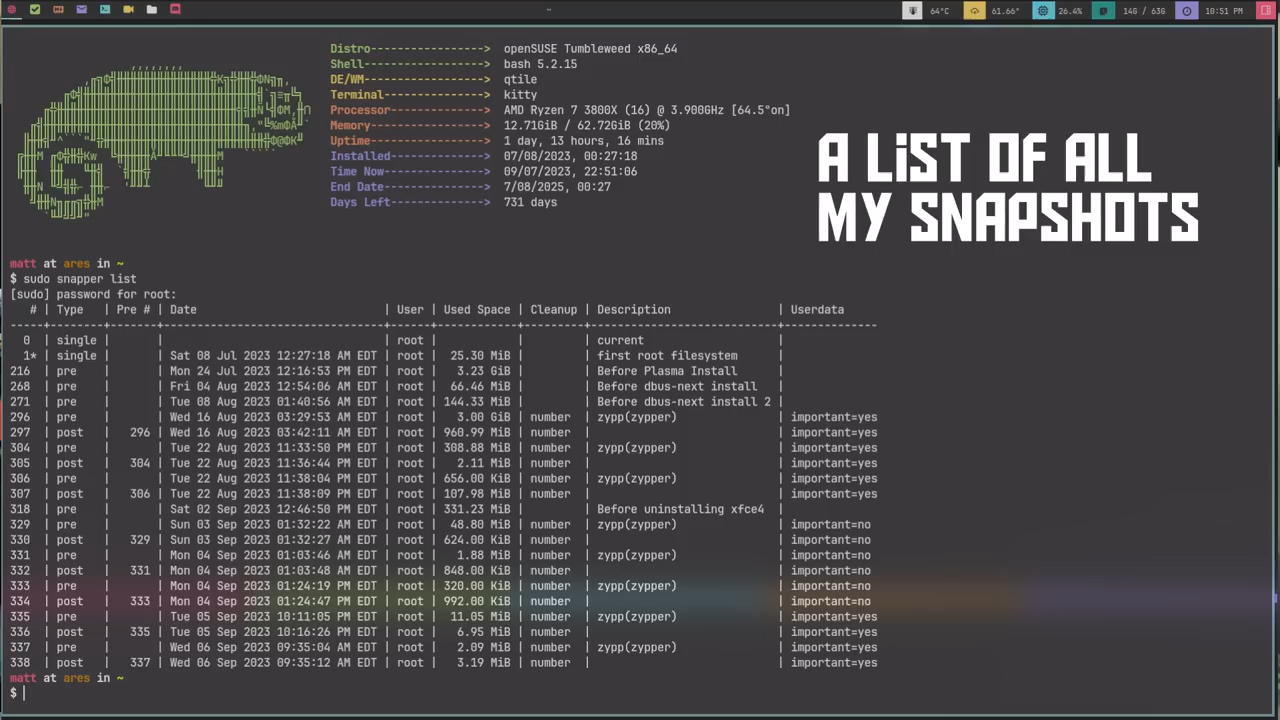 ~
64°C
61.66°
26.4%
14G / 63G
10:51 PM
Distro-----------------> openSUSE Tumbleweed x86_64
Shell------------------> bash 5.2.15
DE/WM------------------> qtile
Terminal---------------> kitty
Processor--------------> AMD Ryzen 7 3800X (16) @ 3.900GHz [64.5°on]
Memory-----------------> 12.71GiB / 62.72GiB (20%)
Uptime-----------------> 1 day, 13 hours, 16 mins
Installed--------------> 07/08/2023, 00:27:18
Time Now---------------> 09/07/2023, 22:51:06
End Date---------------> 7/08/2025, 00:27
Days Left--------------> 731 days
A LIST OF ALL
MY SNAPSHOTS
matt at ares in ~
$ sudo snapper list
[sudo] password for root:
# | Type | Pre # | Date | User | Used Space | Cleanup | Description | Userdata
0 | single | | | root | | | current |
1* | single | | Sat 08 Jul 2023 12:27:18 AM EDT | root | 25.30 MiB | | first root filesystem |
216 | pre | | Mon 24 Jul 2023 12:16:53 PM EDT | root | 3.23 GiB | | Before Plasma Install |
268 | pre | | Fri 04 Aug 2023 12:54:06 AM EDT | root | 66.46 MiB | | Before dbus-next install |
271 | pre | | Tue 08 Aug 2023 01:40:56 AM EDT | root | 144.33 MiB | | Before dbus-next install 2 |
296 | pre | | Wed 16 Aug 2023 03:29:53 AM EDT | root | 3.00 GiB | number | zypp(zypper) | important=yes
297 | post | 296 | Wed 16 Aug 2023 03:42:11 AM EDT | root | 960.99 MiB | number | | important=yes
304 | pre | | Tue 22 Aug 2023 11:33:50 PM EDT | root | 308.88 MiB | number | zypp(zypper) | important=yes
305 | post | 304 | Tue 22 Aug 2023 11:36:44 PM EDT | root | 2.11 MiB | number | | important=yes
306 | pre | | Tue 22 Aug 2023 11:38:04 PM EDT | root | 656.00 KiB | number | zypp(zypper) | important=yes
307 | post | 306 | Tue 22 Aug 2023 11:38:09 PM EDT | root | 107.98 MiB | number | | important=yes
318 | pre | | Sat 02 Sep 2023 12:46:50 PM EDT | root | 331.23 MiB | | Before uninstalling xfce4 |
329 | pre | | Sun 03 Sep 2023 01:32:22 AM EDT | root | 48.80 MiB | number | zypp(zypper) | important=no
330 | post | 329 | Sun 03 Sep 2023 01:32:27 AM EDT | root | 624.00 KiB | number | | important=no
331 | pre | | Mon 04 Sep 2023 01:03:46 AM EDT | root | 1.88 MiB | number | zypp(zypper) | important=no
332 | post | 331 | Mon 04 Sep 2023 01:03:48 AM EDT | root | 848.00 KiB | number | | important=no
333 | pre | | Mon 04 Sep 2023 01:24:19 PM EDT | root | 320.00 KiB | number | zypp(zypper) | important=no
334 | post | 333 | Mon 04 Sep 2023 01:24:47 PM EDT | root | 992.00 KiB | number | | important=no
335 | pre | | Tue 05 Sep 2023 10:11:05 PM EDT | root | 11.05 MiB | number | zypp(zypper) | important=yes
336 | post | 335 | Tue 05 Sep 2023 10:16:26 PM EDT | root | 6.95 MiB | number | | important=yes
337 | pre | | Wed 06 Sep 2023 09:35:04 PM EDT | root | 2.09 MiB | number | zypp(zypper) | important=yes
338 | post | 337 | Wed 06 Sep 2023 09:35:12 PM EDT | root | 3.19 MiB | number | | important=yes
matt at ares in ~
$